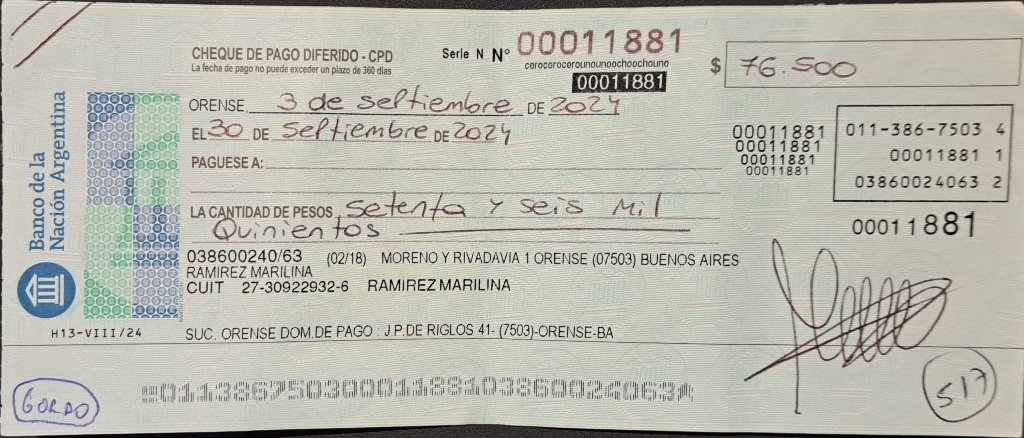 CHEQUE DE PAGO DIFERIDO - CPD
La fecha de pago no puede exceder un plazo de 360 días
Serie N Nº 00011881
cerocerocerounounoochoochouno
00011881
$ 76.500
ORENSE, 3 de Septiembre DE 2024
EL 30 DE Septiembre DE 2024
PAGUESE A:
00011881
00011881
00011881
00011881
011-386-7503 4
00011881 1
03860024063 2
00011881
LA CANTIDAD DE PESOS, Setenta y seis Mil
Quinientos
038600240/63 (02/18) MORENO Y RIVADAVIA 1 ORENSE (07503) BUENOS AIRES
RAMIREZ MARILINA
CUIT 27-30922932-6 RAMIREZ MARILINA
Banco de la
Nación Argentina
H13-VIII/24
SUC. ORENSE DOM.DE PAGO : J.P.DE RIGLOS 41- (7503)-ORENSE-BA
GORDO
01138675030001188103860024063
517